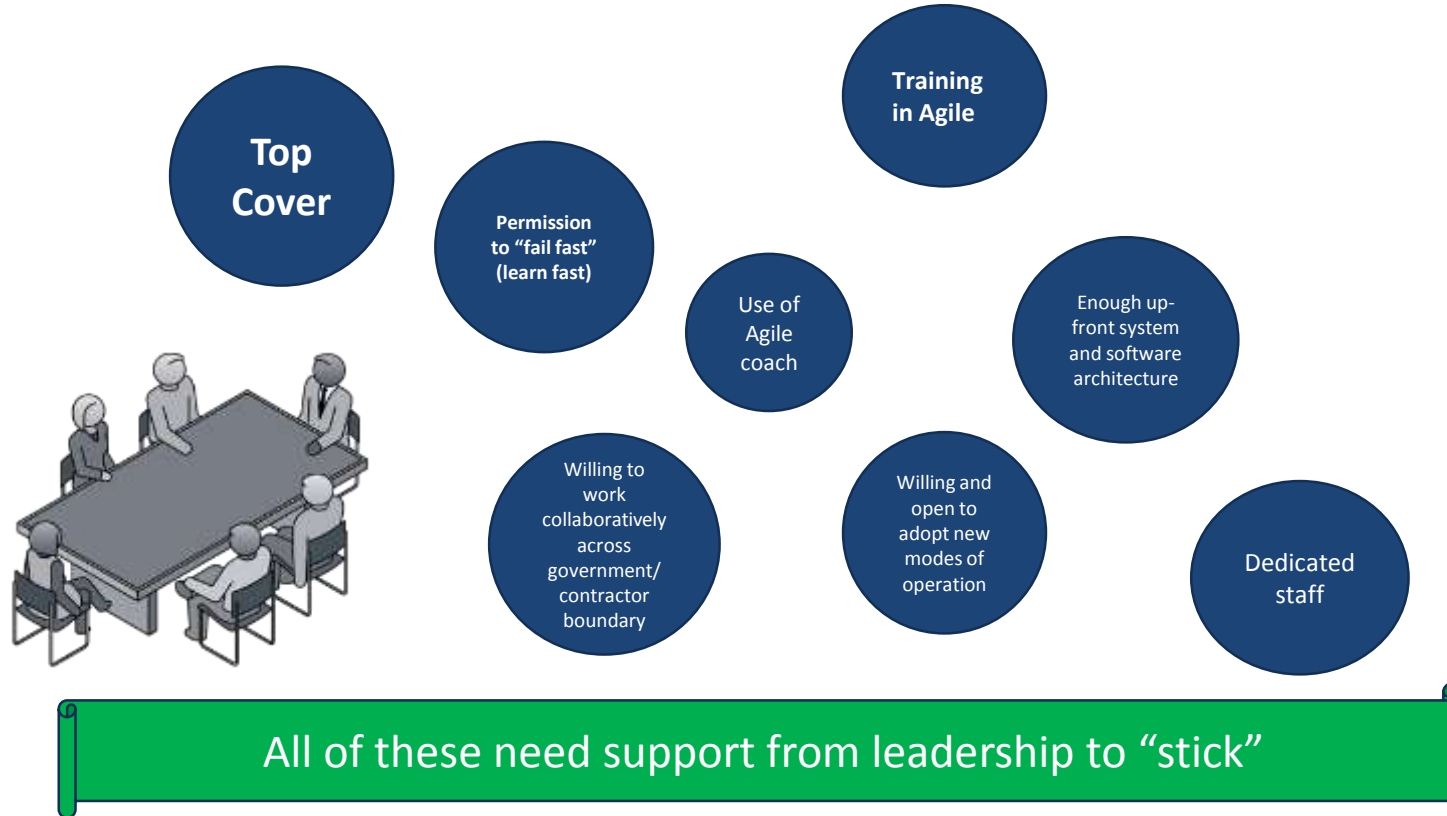 Top
Cover
Permission
to “fail fast”
(learn fast)
Training
in Agile
Use of
Agile
coach
Enough up-
front system
and software
architecture
Willing to
work
collaboratively
across
government/
contractor
boundary
Willing and
open to
adopt new
modes of
operation
Dedicated
staff
All of these need support from leadership to “stick”